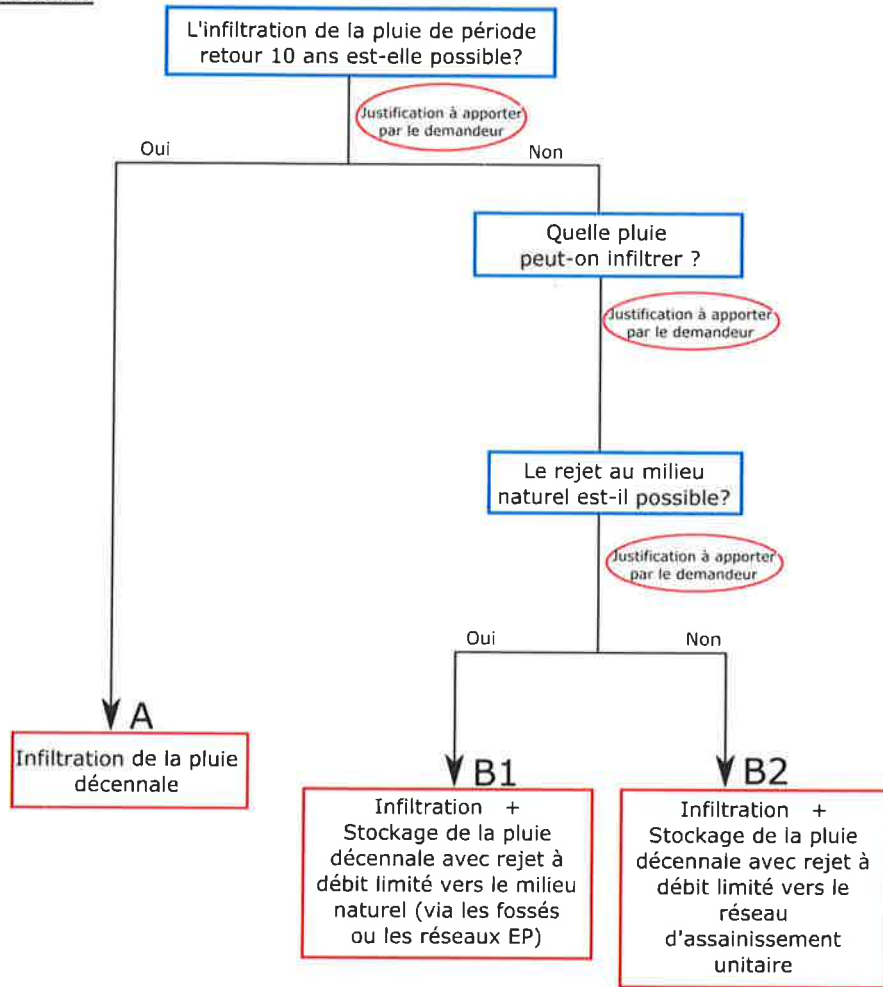 L'infiltration de la pluie de période
retour 10 ans est-elle possible?
Justification à apporter
par le demandeur
Oui
Non
Quelle pluie
peut-on infiltrer ?
Justification à apporter
par le demandeur
Le rejet au milieu
naturel est-il possible?
Justification à apporter
par le demandeur
Oui
Non
A
Infiltration de la pluie
décennale
B1
Infiltration +
Stockage de la pluie
décennale avec rejet à
débit limité vers le milieu
naturel (via les fossés
ou les réseaux EP)
B2
Infiltration +
Stockage de la pluie
décennale avec rejet à
débit limité vers le
réseau
d'assainissement
unitaire